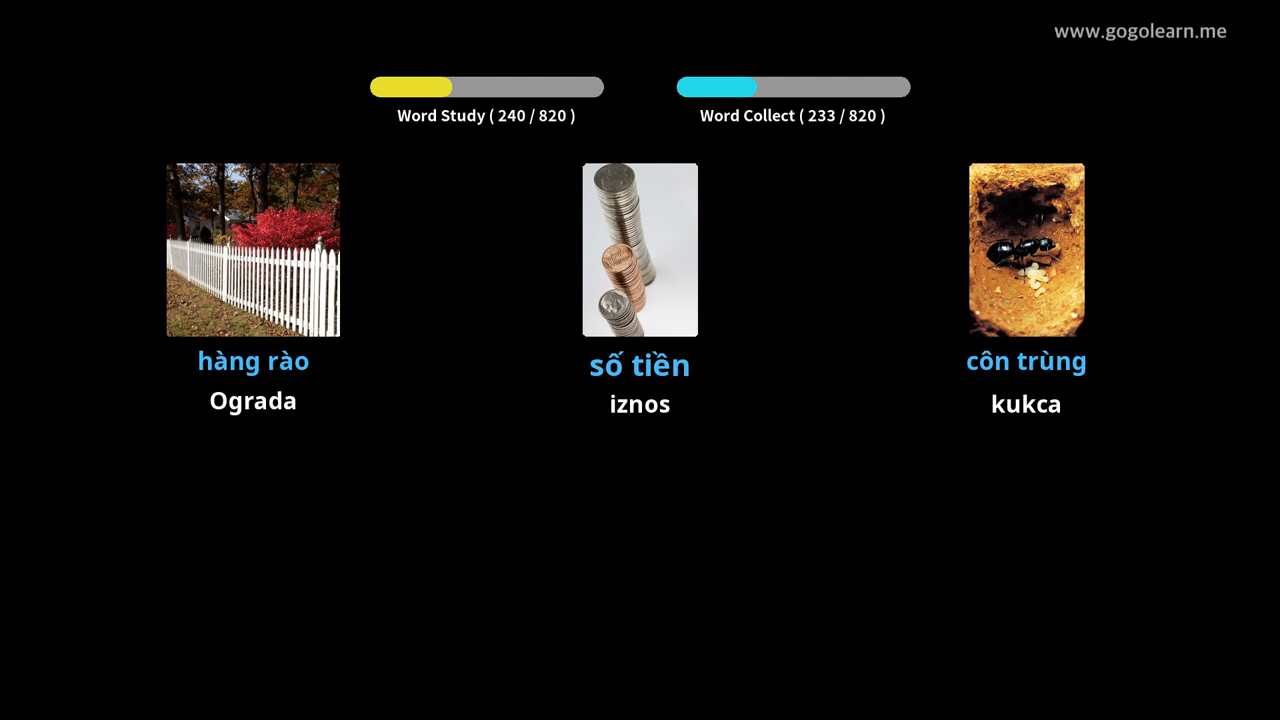 www.gogolearn.me
Word Study ( 240 / 820 )
Word Collect ( 233 / 820 )
hàng rào
Ograda
số tiền
iznos
côn trùng
kukca